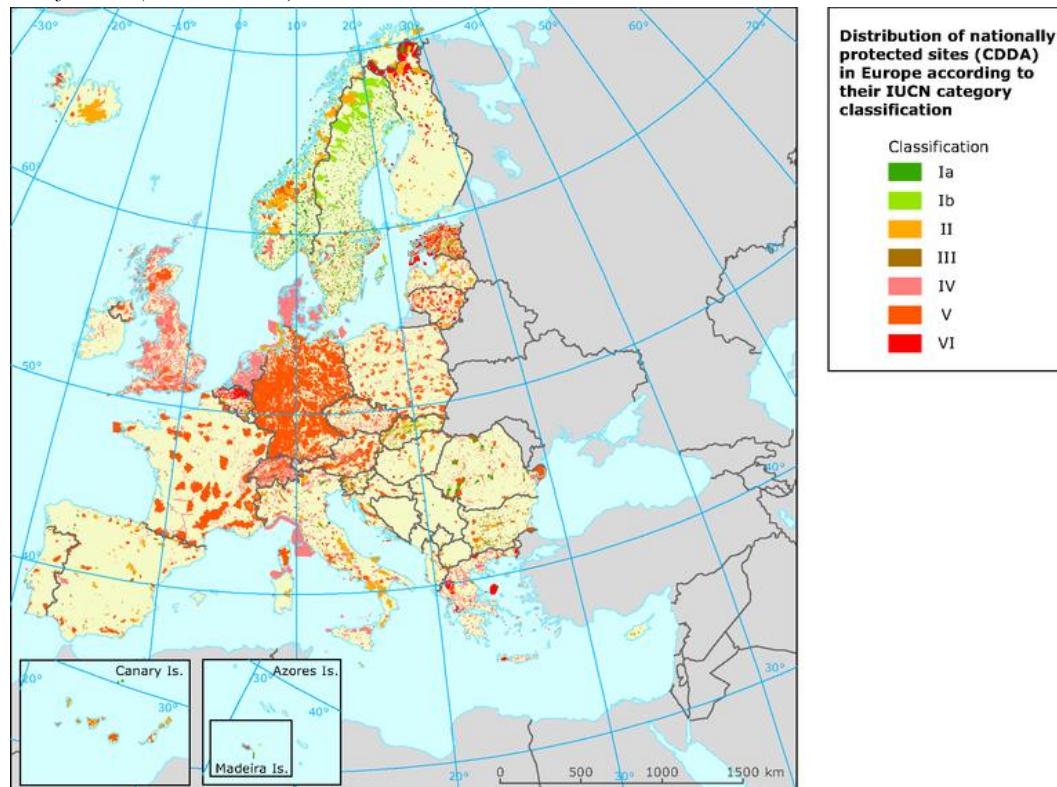 -30° -20° -10° 0° 10° 20° 30° 40° 50° 60° 70°
60°
50°
40°
40°
30°
Canary Is.
20°
30°
Azores Is.
30°
40°
Madeira Is.
20°
30°
0 500 1000 1500 km
Distribution of nationally
protected sites (CDDA)
in Europe according to
their IUCN category
classification
Classification
Ia
Ib
II
III
IV
V
VI